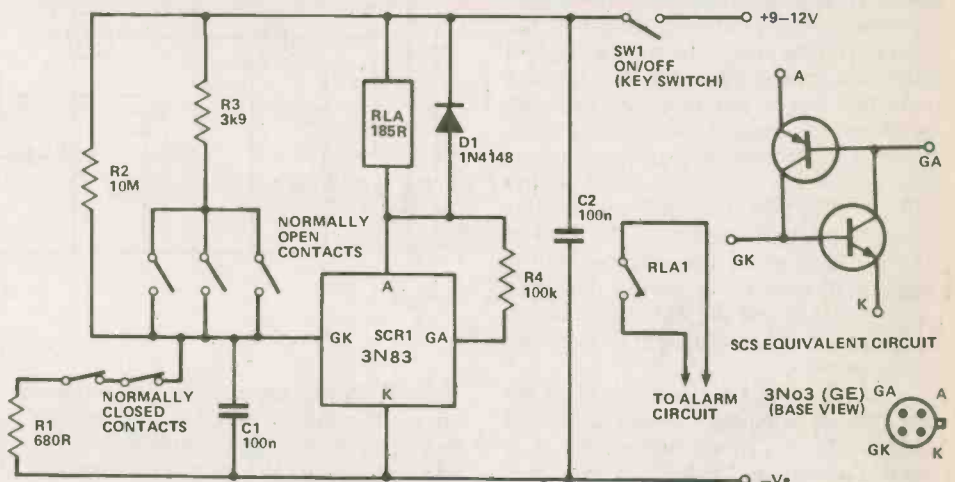 +9–12V
SW1
ON/OFF
(KEY SWITCH)
A
R3
3k9
RLA
185R
D1
1N4148
R2
10M
GA
C2
100n
NORMALLY
OPEN
CONTACTS
RLA1
R4
100k
GK
A
K
GK
SCR1
3N83
GA
K
SCS EQUIVALENT CIRCUIT
NORMALLY
CLOSED
CONTACTS
R1
680R
C1
100n
TO ALARM
CIRCUIT
3No3 (GE)
(BASE VIEW)
GA
A
GK
K
–Ve